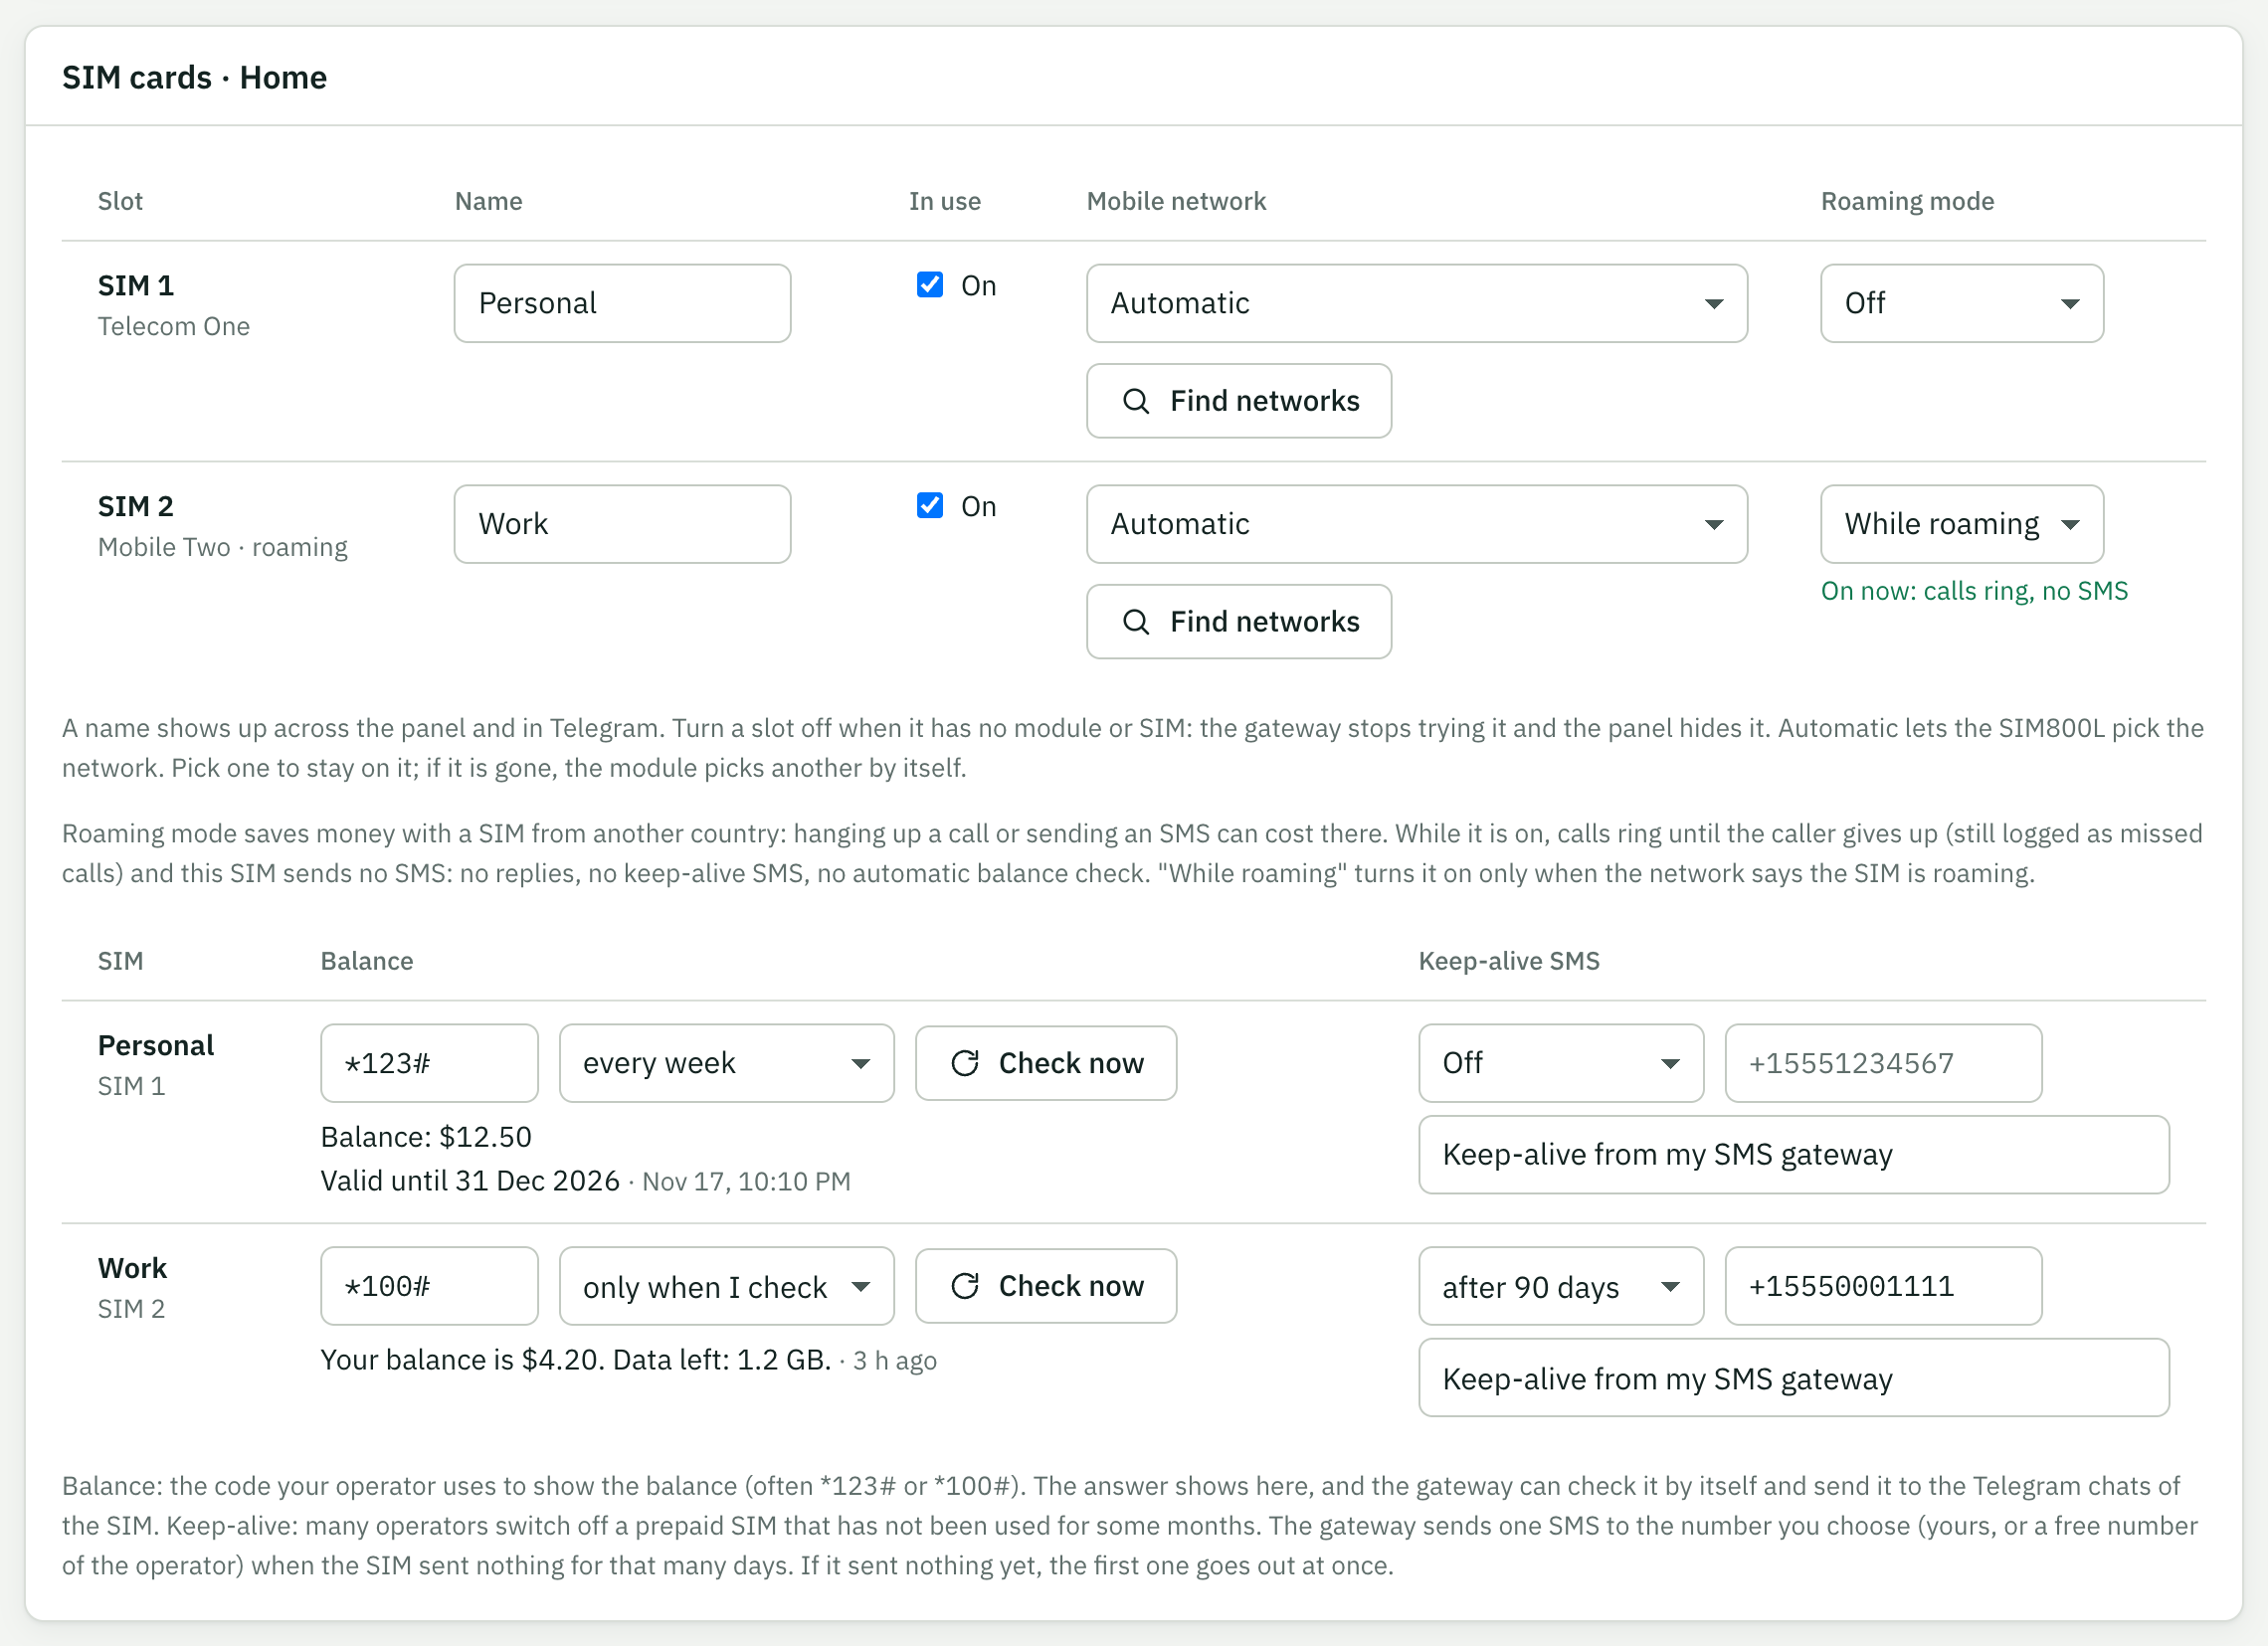 SIM cards · Home
Slot Name In use Mobile network Roaming mode
SIM 1 Personal On Automatic Off
Telecom One
Find networks
SIM 2 Work On Automatic While roaming
Mobile Two · roaming
On now: calls ring, no SMS
Find networks
A name shows up across the panel and in Telegram. Turn a slot off when it has no module or SIM: the gateway stops trying it and the panel hides it. Automatic lets the SIM800L pick the
network. Pick one to stay on it; if it is gone, the module picks another by itself.
Roaming mode saves money with a SIM from another country: hanging up a call or sending an SMS can cost there. While it is on, calls ring until the caller gives up (still logged as missed
calls) and this SIM sends no SMS: no replies, no keep-alive SMS, no automatic balance check. "While roaming" turns it on only when the network says the SIM is roaming.
SIM Balance Keep-alive SMS
Personal *123# every week Check now Off +15551234567
SIM 1
Balance: $12.50
Keep-alive from my SMS gateway
Valid until 31 Dec 2026 · Nov 17, 10:10 PM
Work *100# only when I check Check now after 90 days +15550001111
SIM 2
Your balance is $4.20. Data left: 1.2 GB. · 3 h ago
Keep-alive from my SMS gateway
Balance: the code your operator uses to show the balance (often *123# or *100#). The answer shows here, and the gateway can check it by itself and send it to the Telegram chats of
the SIM. Keep-alive: many operators switch off a prepaid SIM that has not been used for some months. The gateway sends one SMS to the number you choose (yours, or a free number
of the operator) when the SIM sent nothing for that many days. If it sent nothing yet, the first one goes out at once.